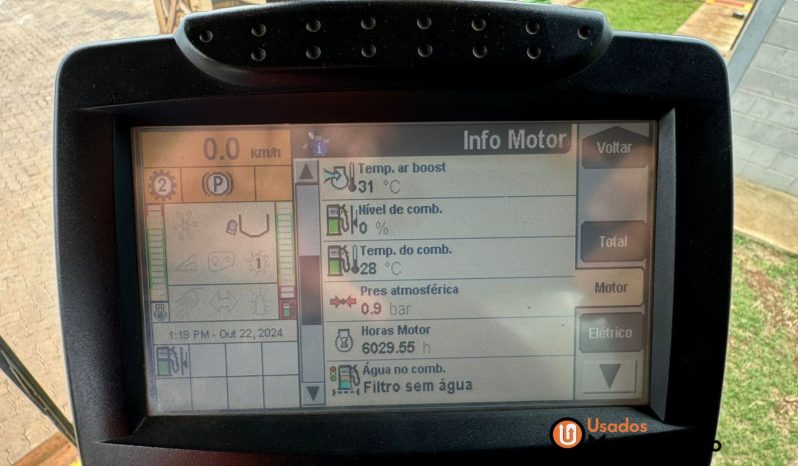 Info Motor
0.0 km/h
2
P
Voltar
Temp. ar boost
31 °C
Nível de comb.
0 %
Temp. do comb.
28 °C
Total
Pres atmosférica
0.9 bar
Motor
Horas Motor
6029.55 h
Elétrico
1:18 PM - Out 22, 2024
Água no comb.
Filtro sem água
Usados